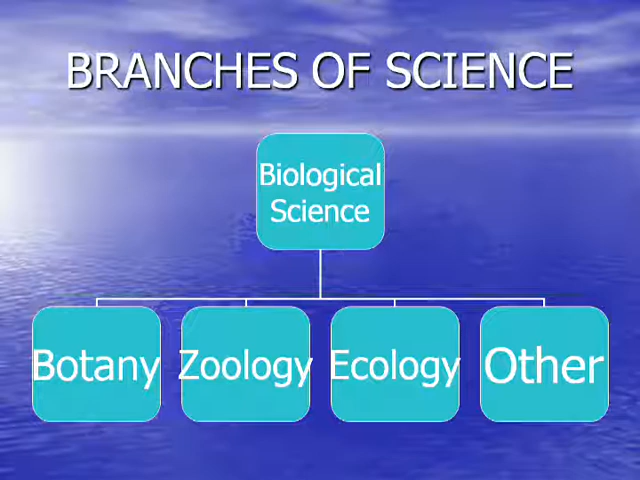 BRANCHES OF SCIENCE
Biological
Science
Botany
Zoology
Ecology
Other